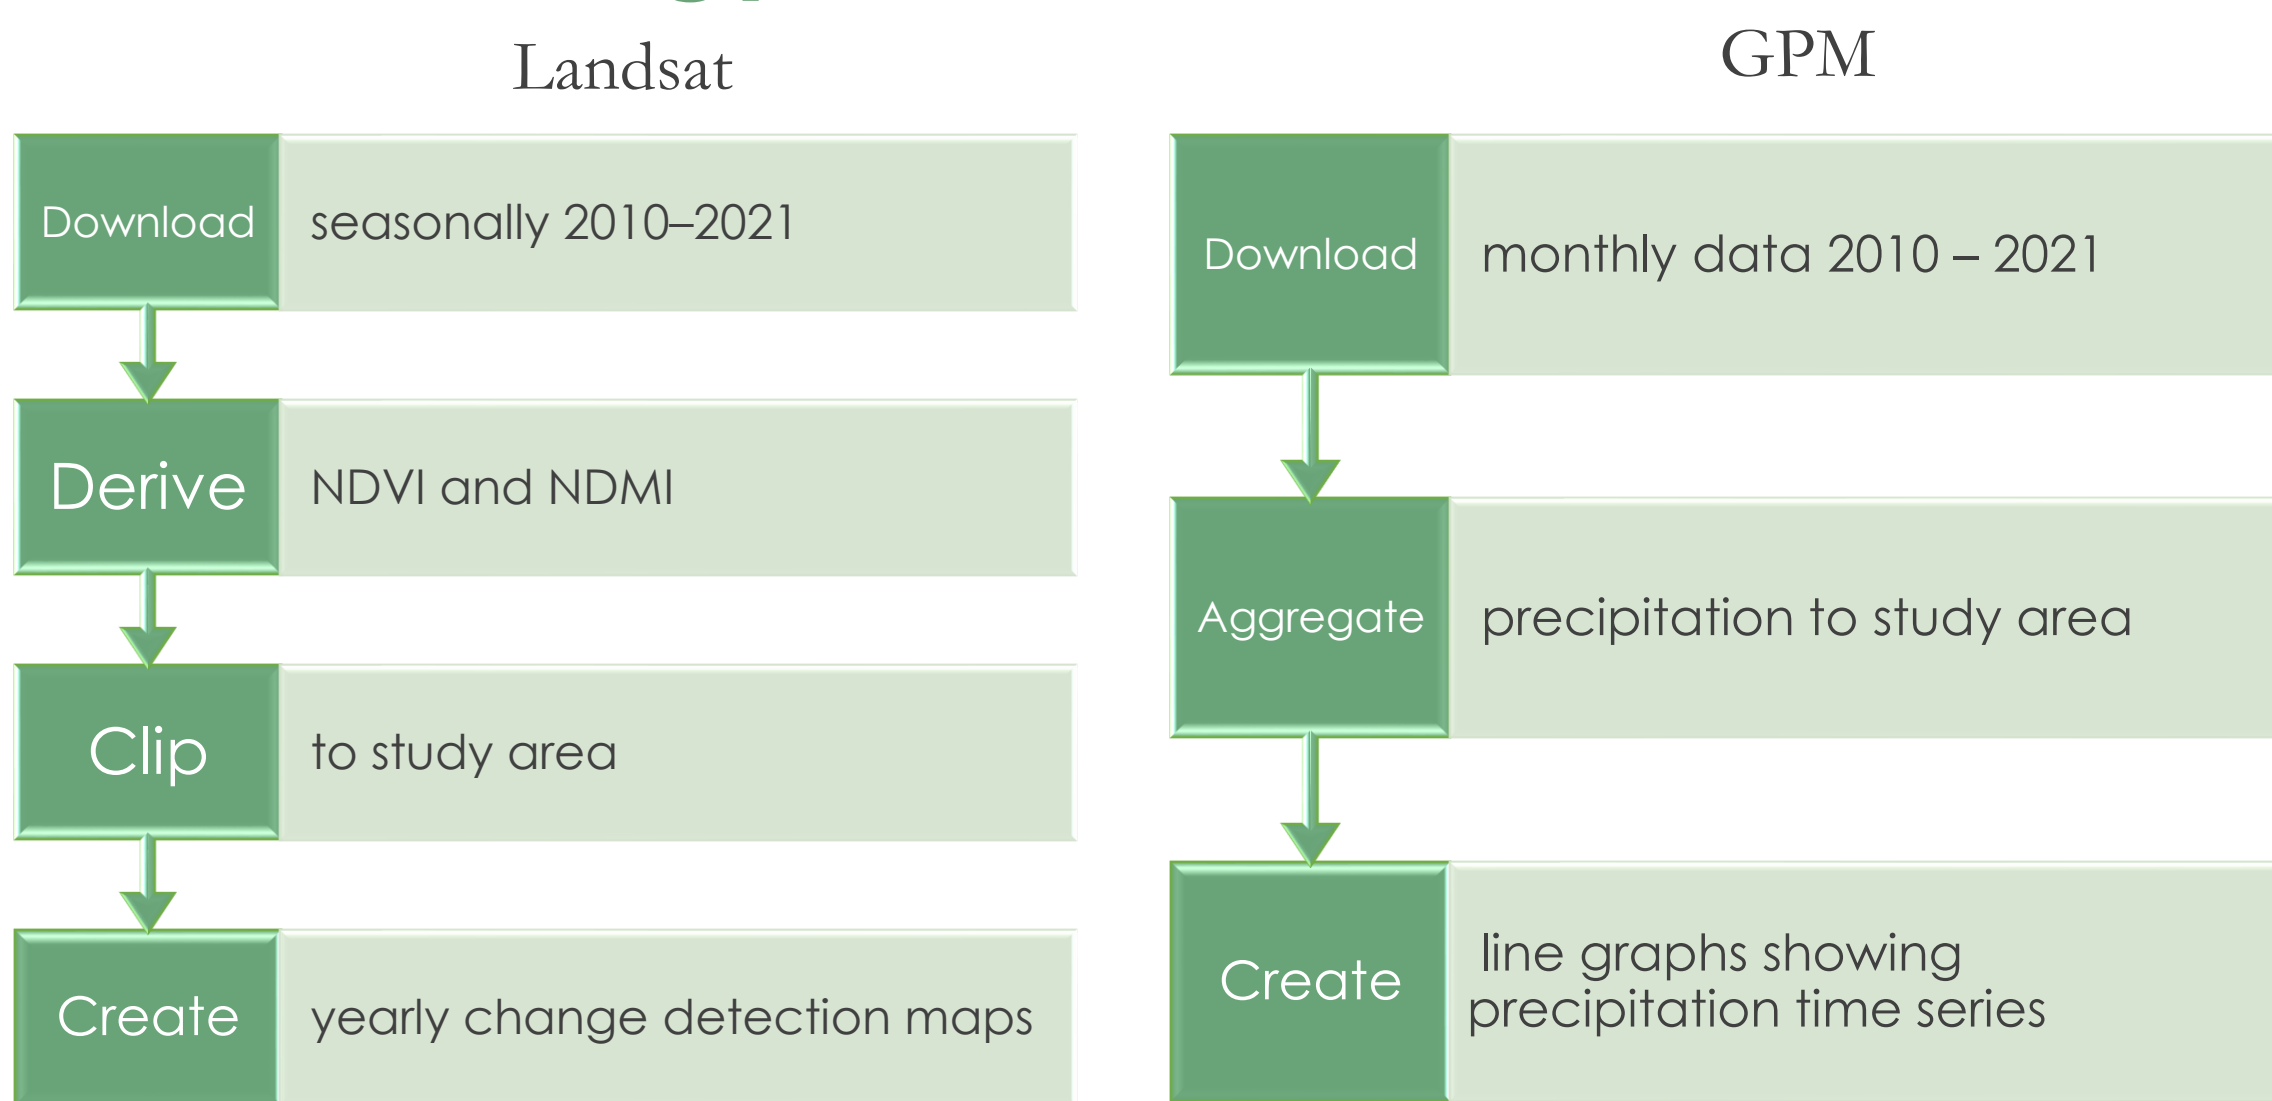 Landsat
Download
seasonally 2010–2021
Derive
NDVI and NDMI
Clip
to study area
Create
yearly change detection maps
GPM
Download
monthly data 2010 – 2021
Aggregate
precipitation to study area
Create
line graphs showing
precipitation time series